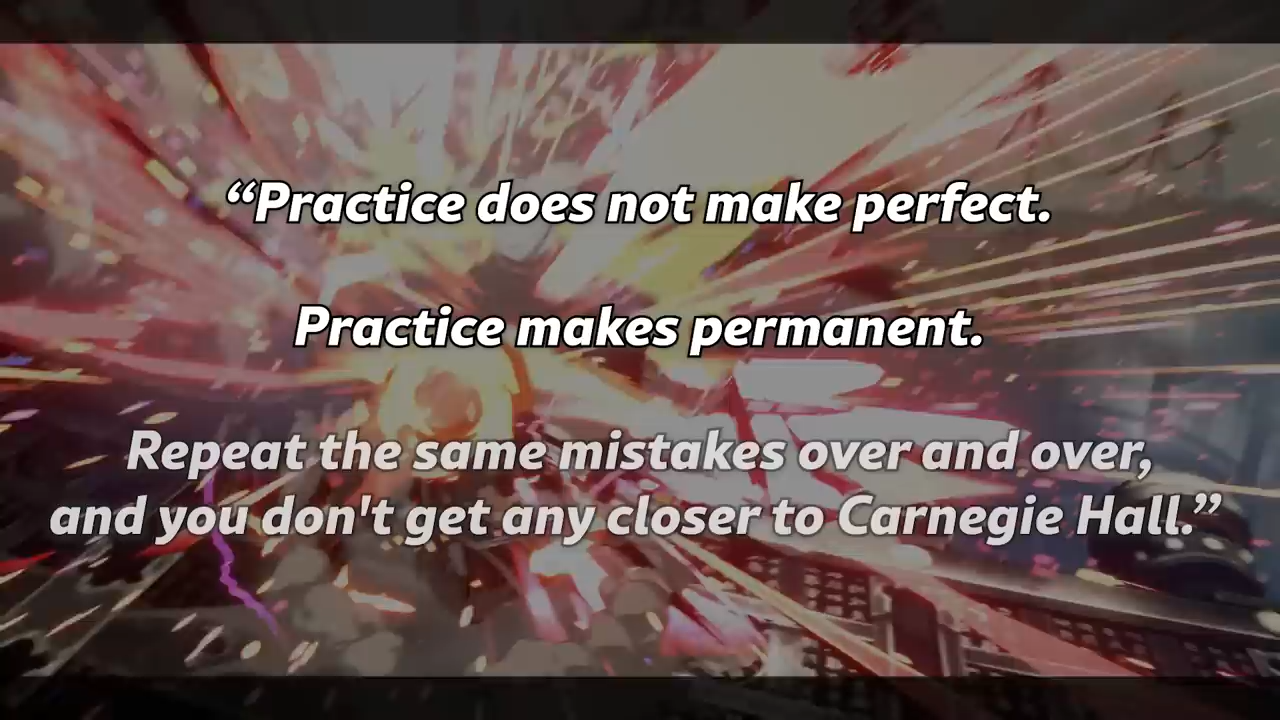 “Practice does not make perfect.
Practice makes permanent.
Repeat the same mistakes over and over,
and you don't get any closer to Carnegie Hall.”